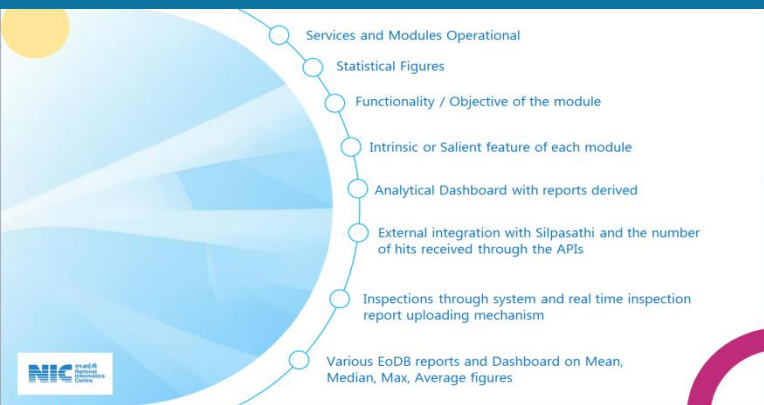 Services and Modules Operational
Statistical Figures
Functionality / Objective of the module
Intrinsic or Salient feature of each module
Analytical Dashboard with reports derived
External integration with Silpasathi and the number
of hits received through the APIs
Inspections through system and real time inspection
report uploading mechanism
Various EoDB reports and Dashboard on Mean,
Median, Max, Average figures
NIC
एन आई सी
National
Informatics
Centre